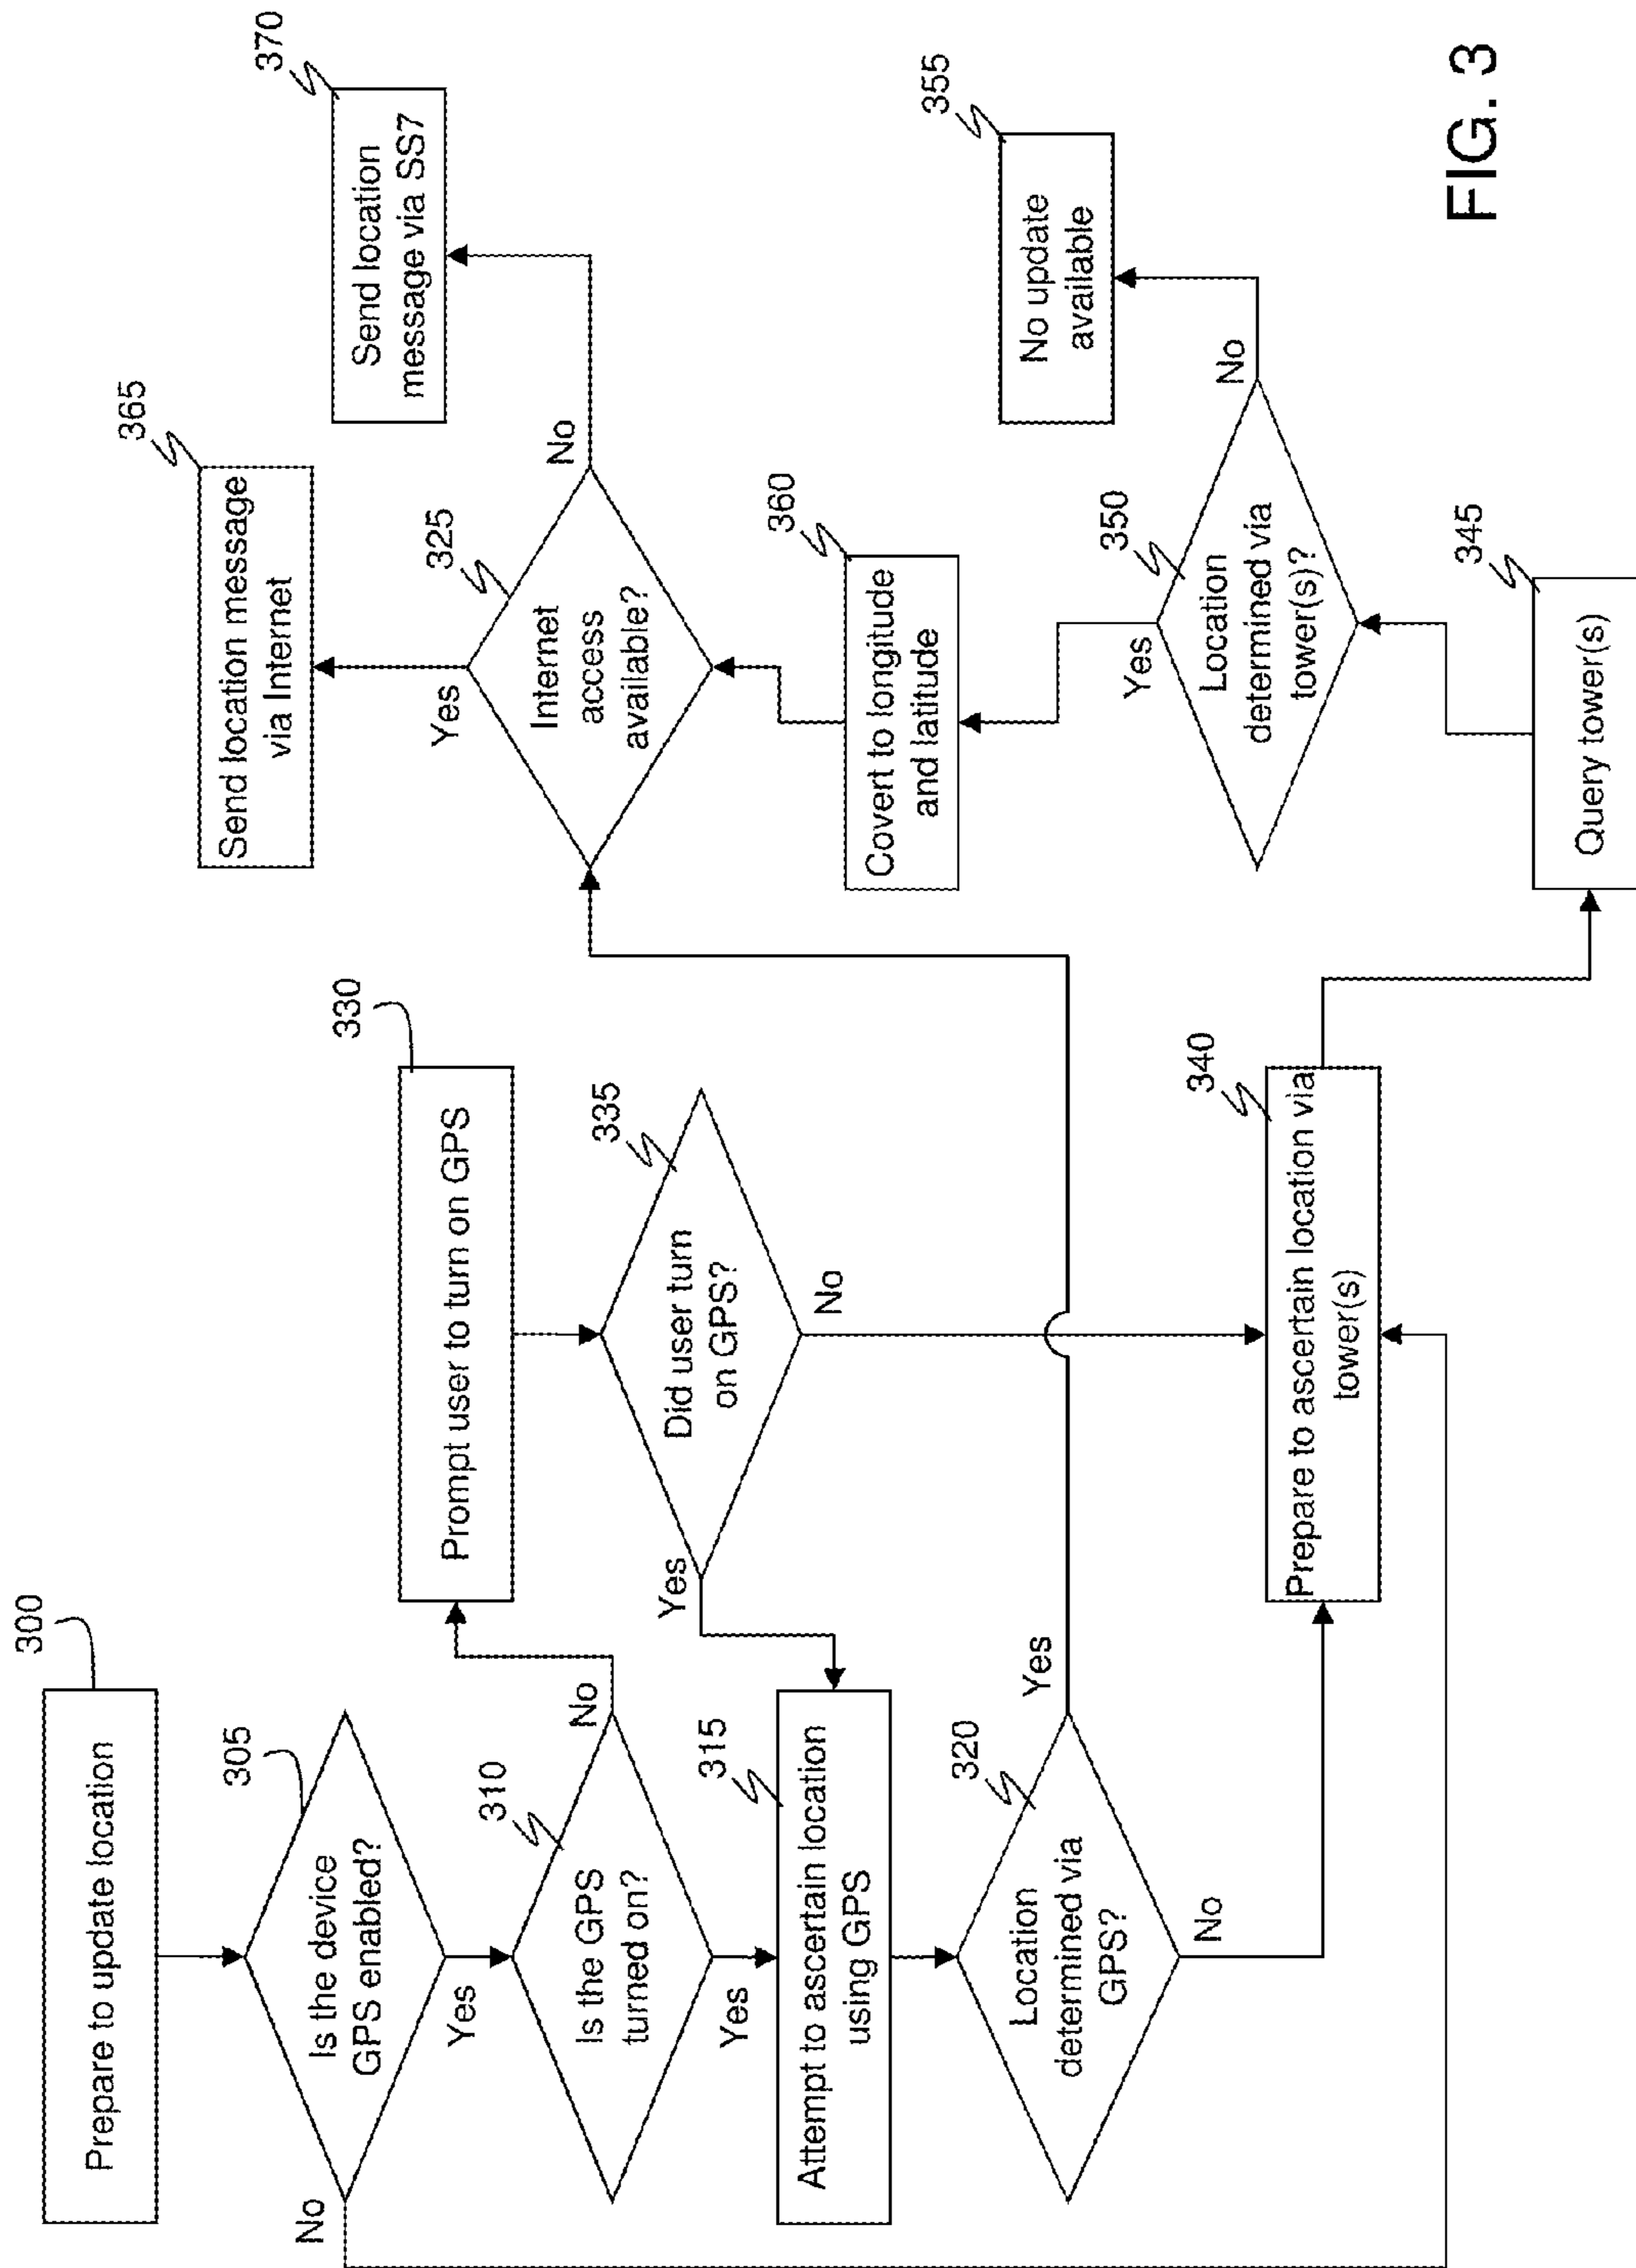 300
Prepare to update location
305
Is the device
GPS enabled?
No
Yes
310
Is the GPS
turned on?
No
Yes
315
Attempt to ascertain location
using GPS
320
Location
determined via
GPS?
Yes
No
330
Prompt user to turn on GPS
335
Did user turn
on GPS?
Yes
No
340
Prepare to ascertain location via
tower(s)
345
Query tower(s)
350
Location
determined via
tower(s)?
Yes
No
355
No update
available
360
Covert to longitude
and latitude
325
Internet
access
available?
Yes
No
365
Send location message
via Internet
370
Send location
message via SS7
FIG. 3